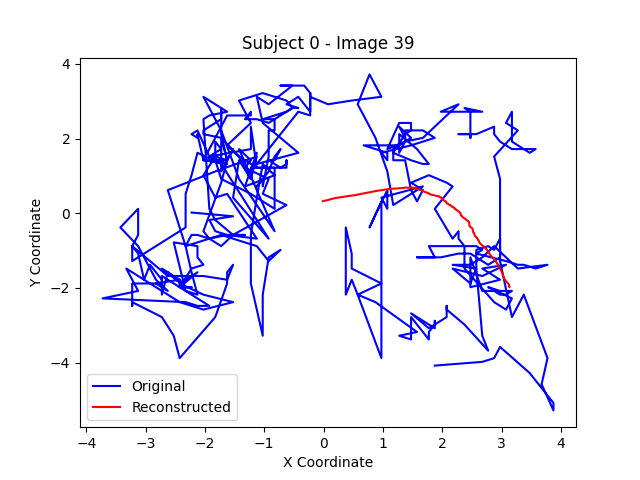 Subject 0 - Image 39
4
2
0
−2
−4
Y Coordinate
Original
Reconstructed
−4 −3 −2 −1 0 1 2 3 4
X Coordinate